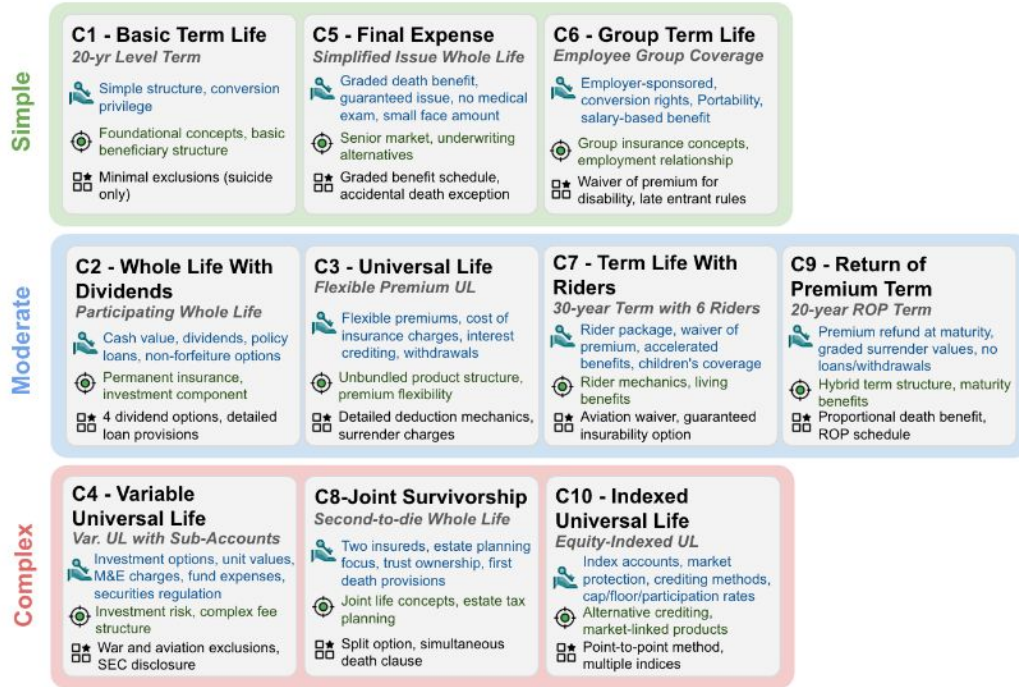 Simple
C1 - Basic Term Life
20-yr Level Term
Simple structure, conversion
privilege
Foundational concepts, basic
beneficiary structure
Minimal exclusions (suicide
only)
C5 - Final Expense
Simplified Issue Whole Life
Graded death benefit,
guaranteed issue, no medical
exam, small face amount
Senior market, underwriting
alternatives
Graded benefit schedule,
accidental death exception
C6 - Group Term Life
Employee Group Coverage
Employer-sponsored,
conversion rights, Portability,
salary-based benefit
Group insurance concepts,
employment relationship
Waiver of premium for
disability, late entrant rules
Moderate
C2 - Whole Life With
Dividends
Participating Whole Life
Cash value, dividends, policy
loans, non-forfeiture options
Permanent insurance,
investment component
4 dividend options, detailed
loan provisions
C3 - Universal Life
Flexible Premium UL
Flexible premiums, cost of
insurance charges, interest
crediting, withdrawals
Unbundled product structure,
premium flexibility
Detailed deduction mechanics,
surrender charges
C7 - Term Life With
Riders
30-year Term with 6 Riders
Rider package, waiver of
premium, accelerated
benefits, children's coverage
Rider mechanics, living
benefits
Aviation waiver, guaranteed
insurability option
C9 - Return of
Premium Term
20-year ROP Term
Premium refund at maturity,
graded surrender values, no
loans/withdrawals
Hybrid term structure, maturity
benefits
Proportional death benefit,
ROP schedule
Complex
C4 - Variable
Universal Life
Var. UL with Sub-Accounts
Investment options, unit values,
M&E charges, fund expenses,
securities regulation
Investment risk, complex fee
structure
War and aviation exclusions,
SEC disclosure
C8-Joint Survivorship
Second-to-die Whole Life
Two insureds, estate planning
focus, trust ownership, first
death provisions
Joint life concepts, estate tax
planning
Split option, simultaneous
death clause
C10 - Indexed
Universal Life
Equity-Indexed UL
Index accounts, market
protection, crediting methods,
cap/floor/participation rates
Alternative crediting,
market-linked products
Point-to-point method,
multiple indices